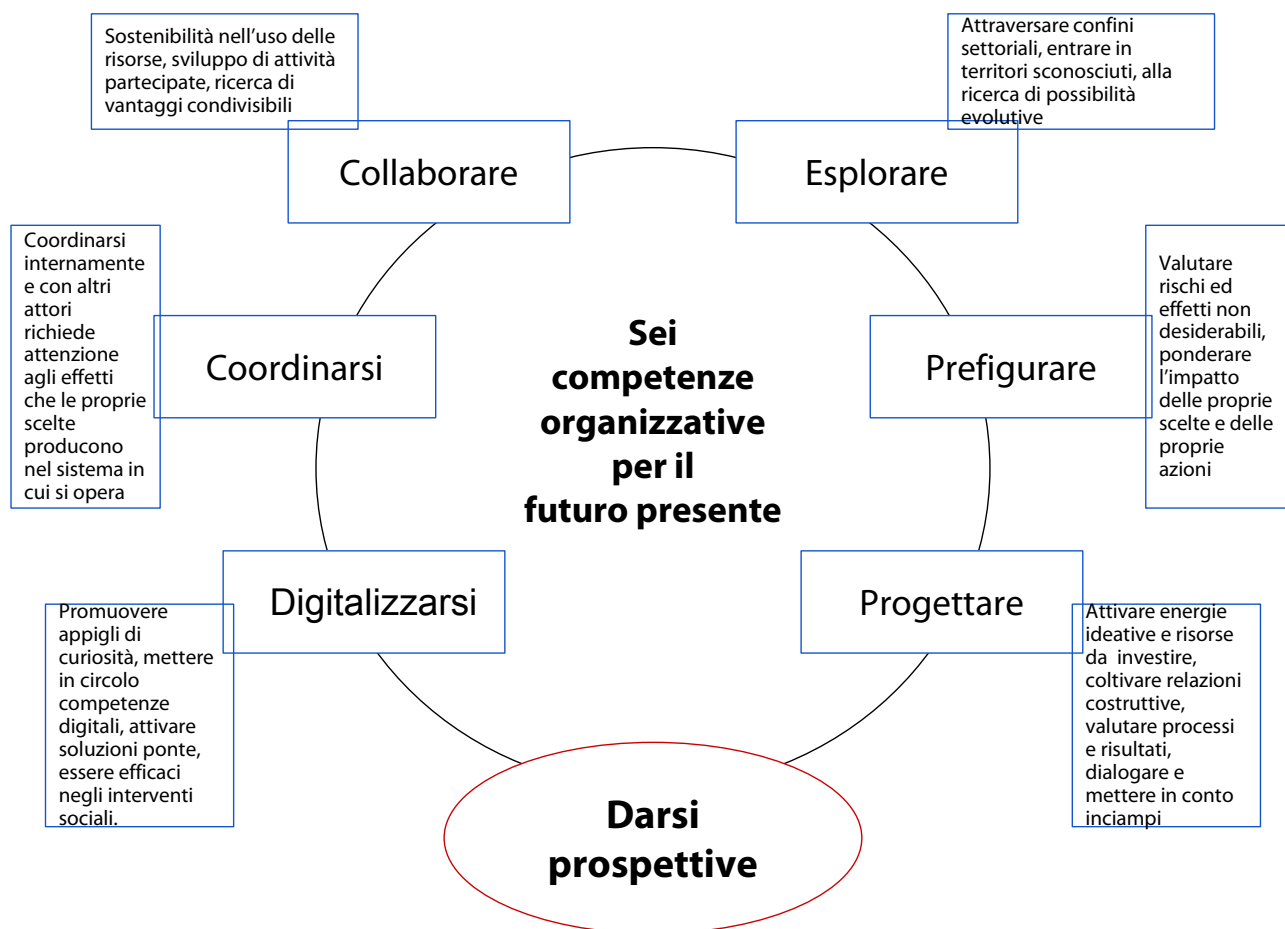 Sostenibilità nell'uso delle
risorse, sviluppo di attività
partecipate, ricerca di
vantaggi condivisibili
Collaborare
Attraversare confini
settoriali, entrare in
territori sconosciuti, alla
ricerca di possibilità
evolutive
Esplorare
Coordinarsi
internamente
e con altri
attori
richiede
attenzione
agli effetti
che le proprie
scelte
producono
nel sistema in
cui si opera
Coordinarsi
Sei
competenze
organizzative
per il
futuro presente
Prefigurare
Valutare
rischi ed
effetti non
desiderabili,
ponderare
l'impatto
delle proprie
scelte e delle
proprie
azioni
Digitalizzarsi
Promuovere
appigli di
curiosità, mettere
in circolo
competenze
digitali, attivare
soluzioni ponte,
essere efficaci
negli interventi
sociali.
Progettare
Attivare energie
ideative e risorse
da  investire,
coltivare relazioni
costruttive,
valutare processi
e risultati,
dialogare e
mettere in conto
inciampi
Darsi
prospettive